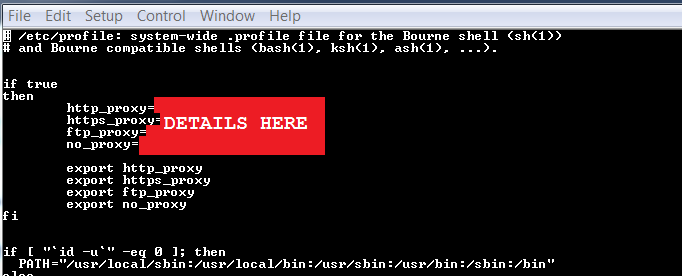 File Edit Setup Control Window Help
# /etc/profile: system-wide .profile file for the Bourne shell (sh(1))
# and Bourne compatible shells (bash(1), ksh(1), ash(1), ...).
if true
then
http_proxy=
https_proxy=
DETAILS HERE
ftp_proxy=
no_proxy=
export http_proxy
export https_proxy
export ftp_proxy
export no_proxy
fi
if [ "`id -u`" -eq 0 ]; then
PATH="/usr/local/sbin:/usr/local/bin:/usr/sbin:/usr/bin:/sbin:/bin"
else